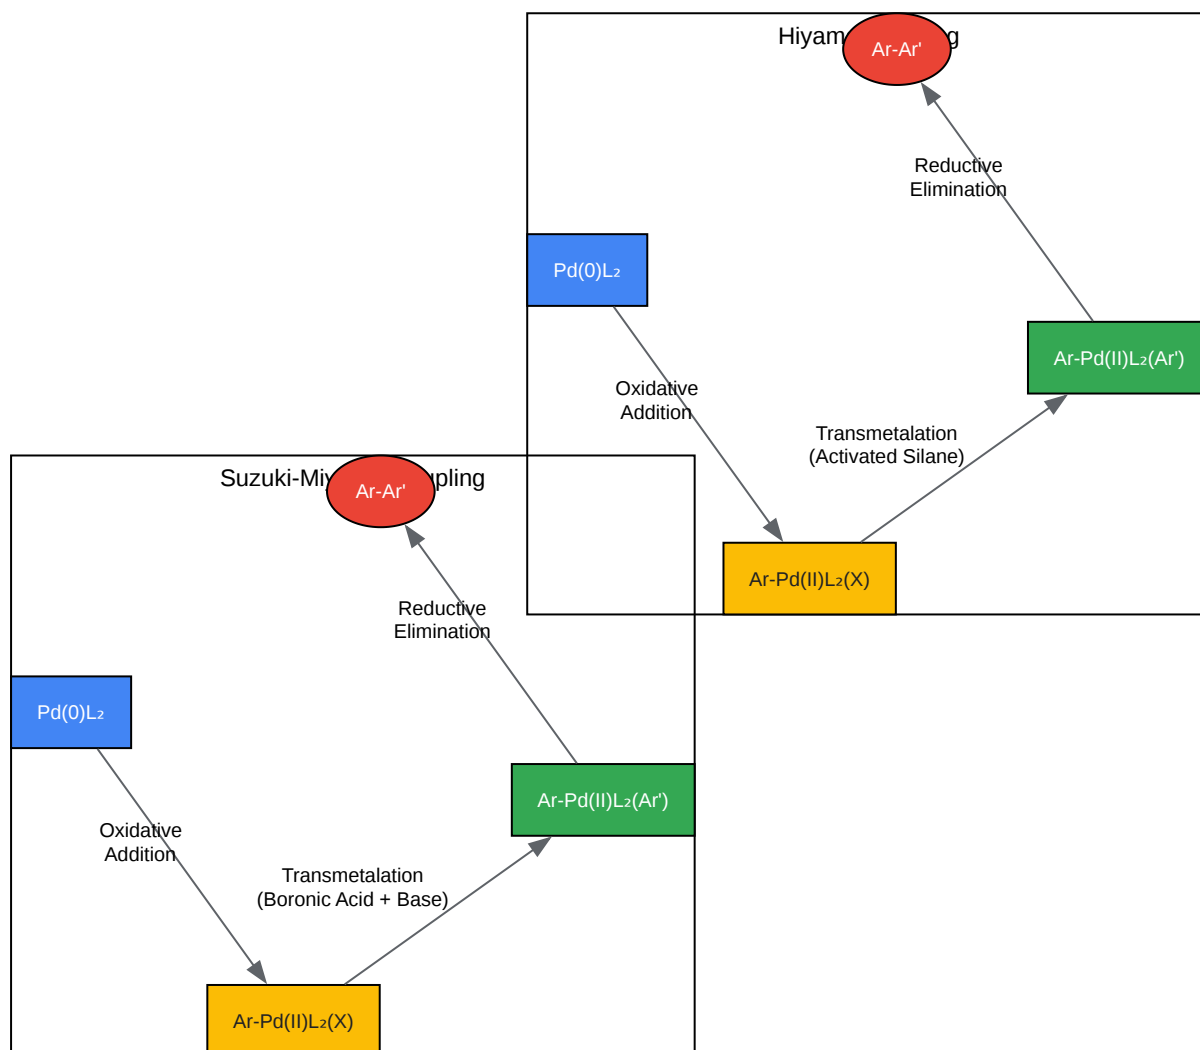 Hiyam g
Ar-Ar'
Reductive
Elimination
Pd(0)L₂
Ar-Pd(II)L₂(Ar')
Oxidative
Addition
Transmetalation
(Activated Silane)
Ar-Pd(II)L₂(X)
Suzuki-Miy upling
Ar-Ar'
Reductive
Elimination
Pd(0)L₂
Ar-Pd(II)L₂(Ar')
Oxidative
Addition
Transmetalation
(Boronic Acid + Base)
Ar-Pd(II)L₂(X)